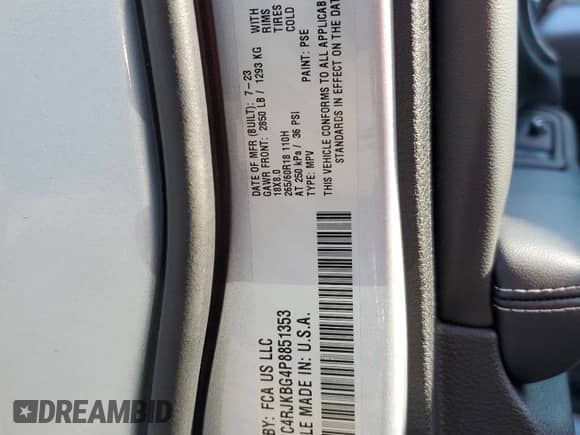 BY: FCA US LLC
DATE OF MFR (BUILT): 7-23
GAWR FRONT: 2850 LB / 1293 KG
WITH
18X8.0
RIMS
265/60R18 110H
TIRES
AT 250 kPa / 36 PSI
COLD
TYPE: MPV
PAINT: PSE
THIS VEHICLE CONFORMS TO ALL APPLICAB
STANDARDS IN EFFECT ON THE DAT
C4RJKBG4P8851353
LE MADE IN: U.S.A.
DREAMBID